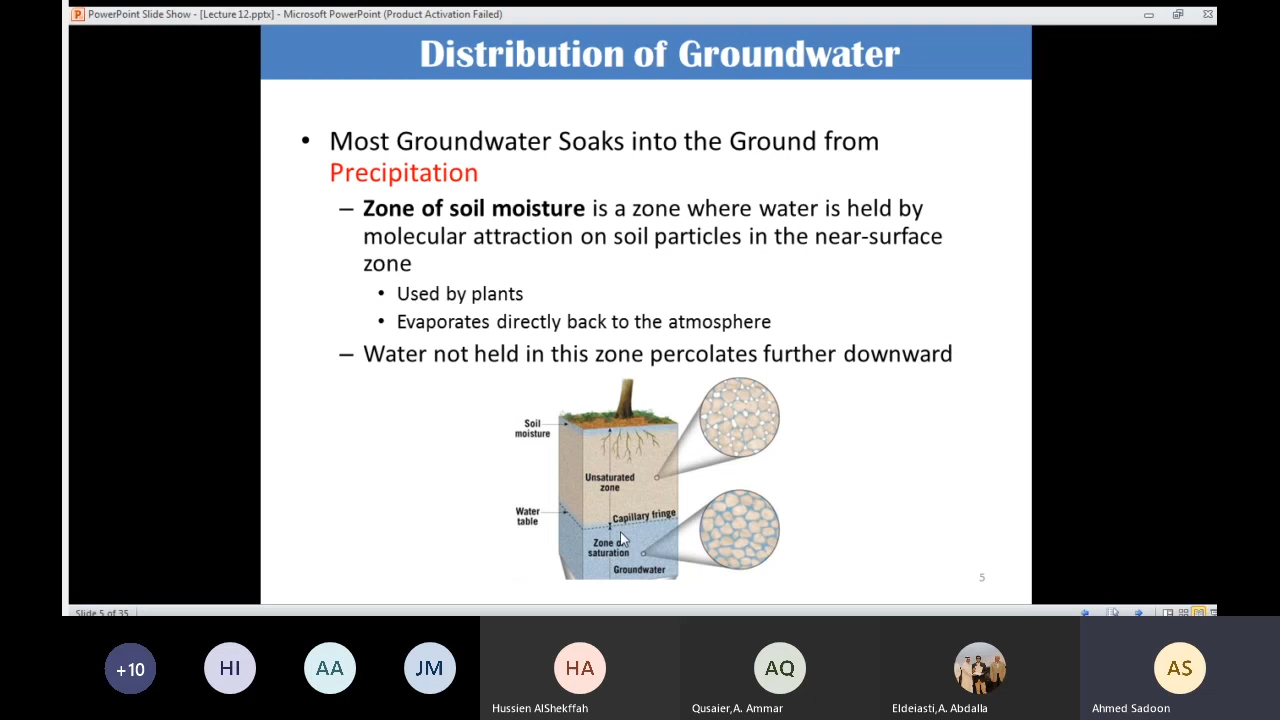 PowerPoint Slide Show - [Lecture 12.pptx] - Microsoft PowerPoint (Product Activation Failed)
Distribution of Groundwater
• Most Groundwater Soaks into the Ground from
Precipitation
– Zone of soil moisture is a zone where water is held by
molecular attraction on soil particles in the near-surface
zone
• Used by plants
• Evaporates directly back to the atmosphere
– Water not held in this zone percolates further downward
Soil
moisture
Unsaturated
zone
Water
table
Capillary fringe
Zone of
saturation
Groundwater
5
Slide 5 of 35
+10
HI
AA
JM
HA
AQ
AS
Hussien AlShekffah
Qusaier,A. Ammar
Eldeiasti,A. Abdalla
Ahmed Sadoon